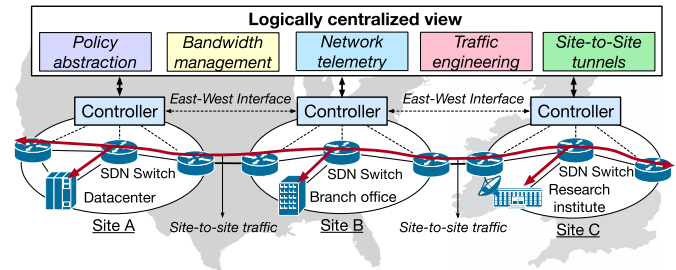 Logically centralized view
Policy
abstraction
Bandwidth
management
Network
telemetry
Traffic
engineering
Site-to-Site
tunnels
Controller
East-West Interface
Controller
East-West Interface
Controller
SDN Switch
Datacenter
Site A
Site-to-site traffic
SDN Switch
Branch office
Site B
Site-to-site traffic
SDN Switch
Research
institute
Site C